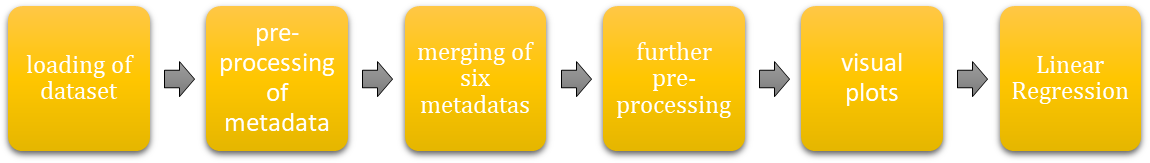 loading of
dataset
pre-
processing
of
metadata
merging of
six
metadatas
further
pre-
processing
visual
plots
Linear
Regression